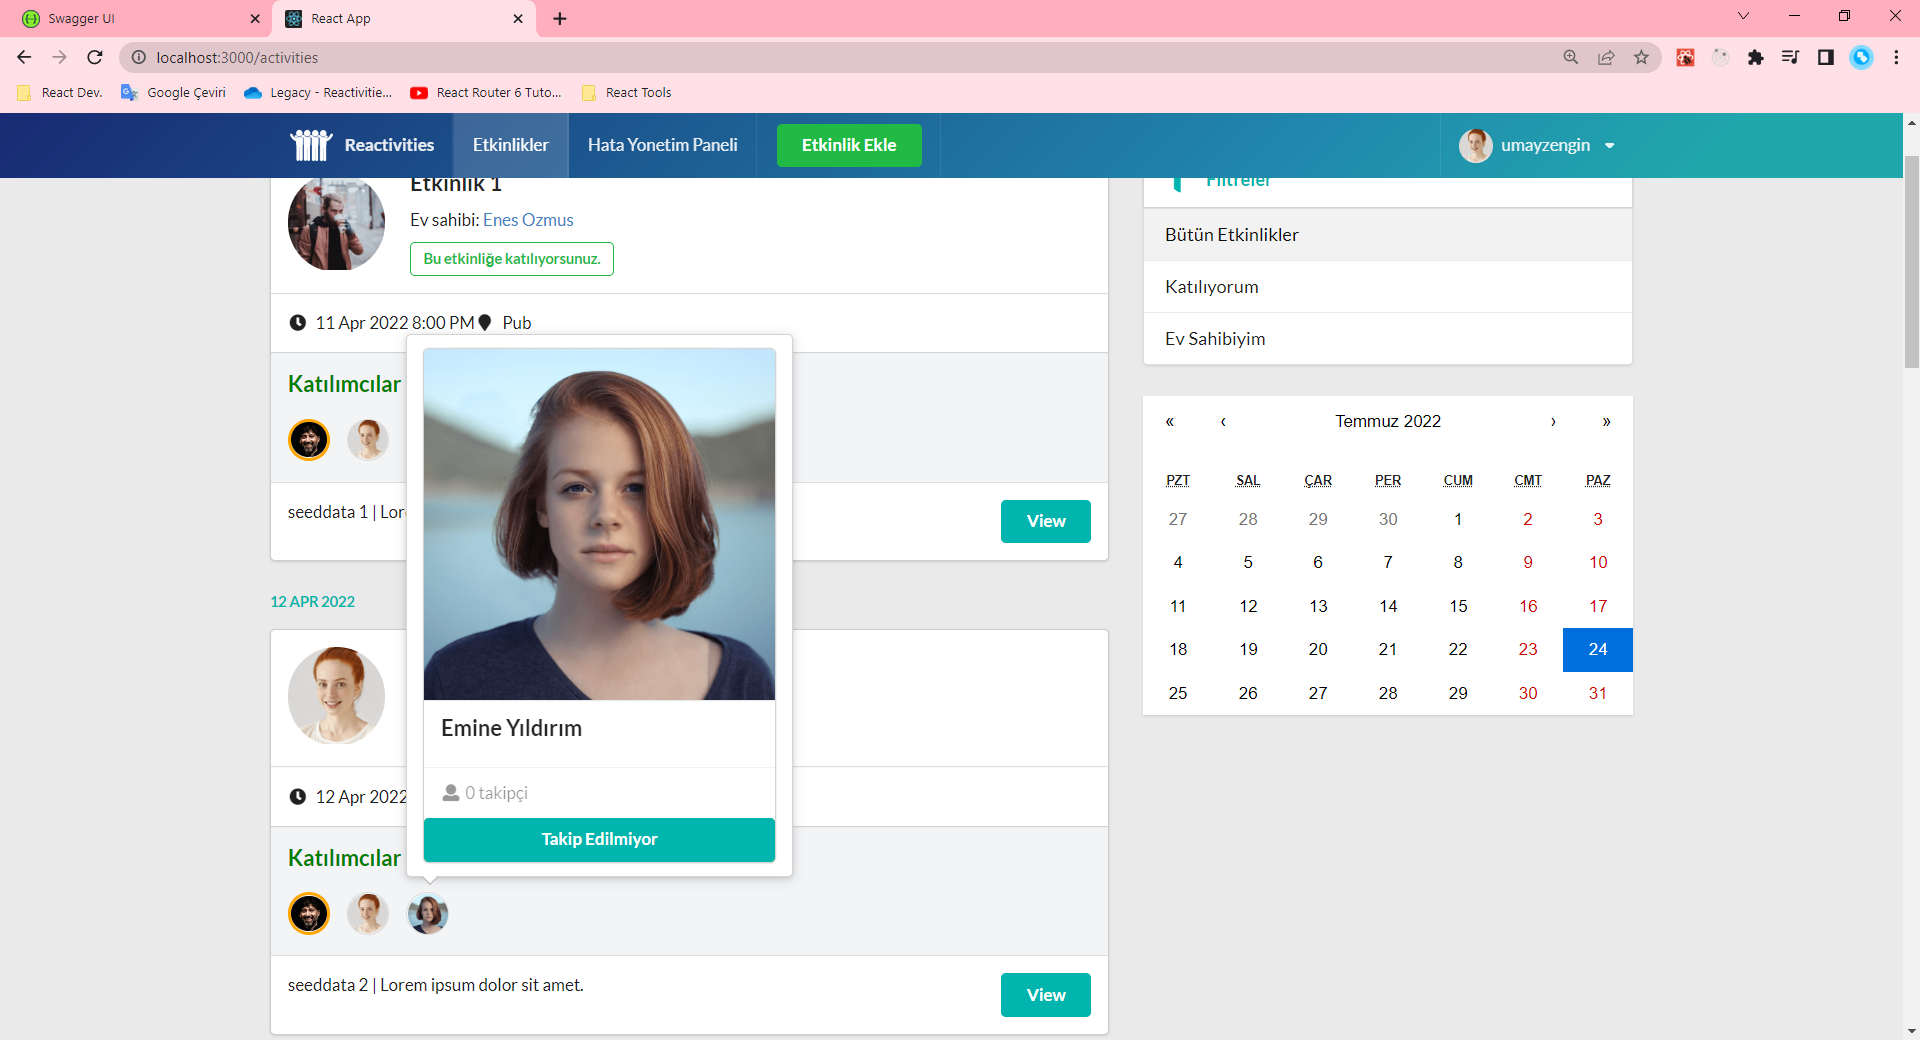 Swagger UI
React App
localhost:3000/activities
React Dev.
Google Çeviri
Legacy - Reactivitie...
React Router 6 Tuto...
React Tools
Reactivities
Etkinlikler
Hata Yonetim Paneli
Etkinlik Ekle
umayzengin
Etkinlik 1
Ev sahibi: Enes Ozmus
Bu etkinliğe katılıyorsunuz.
11 Apr 2022 8:00 PM Pub
Katılımcılar
seeddata 1 | Lor
View
12 APR 2022
12 Apr 2022
Emine Yıldırım
0 takipçi
Takip Edilmiyor
Katılımcılar
seeddata 2 | Lorem ipsum dolor sit amet.
View
Filtreler
Bütün Etkinlikler
Katılıyorum
Ev Sahibiyim
« ‹ Temmuz 2022 › »
PZT SAL ÇAR PER CUM CMT PAZ
27 28 29 30 1 2 3
4 5 6 7 8 9 10
11 12 13 14 15 16 17
18 19 20 21 22 23 24
25 26 27 28 29 30 31